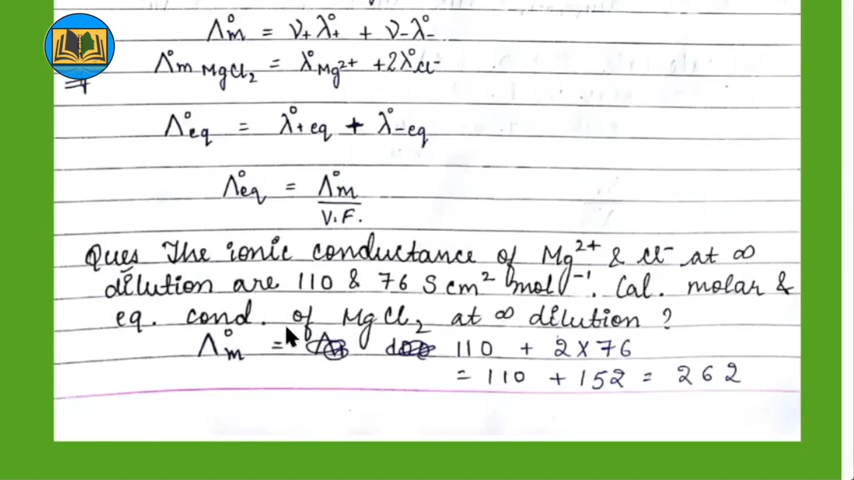 Λ°m = ν+ λ°+ + ν- λ°-
⇒ Λ°m MgCl₂ = λ°Mg²⁺ + 2λ°Cl⁻
Λ°eq = λ°+eq + λ°-eq
Λ°eq = Λ°m
V.F.
Ques The ionic conductance of Mg²⁺ & Cl⁻ at ∞
dilution are 110 & 76 S cm² mol⁻¹. Cal. molar &
eq. cond. of MgCl₂ at ∞ dilution ?
Λ°m = 110 + 2 X 76
= 110 + 152 = 262